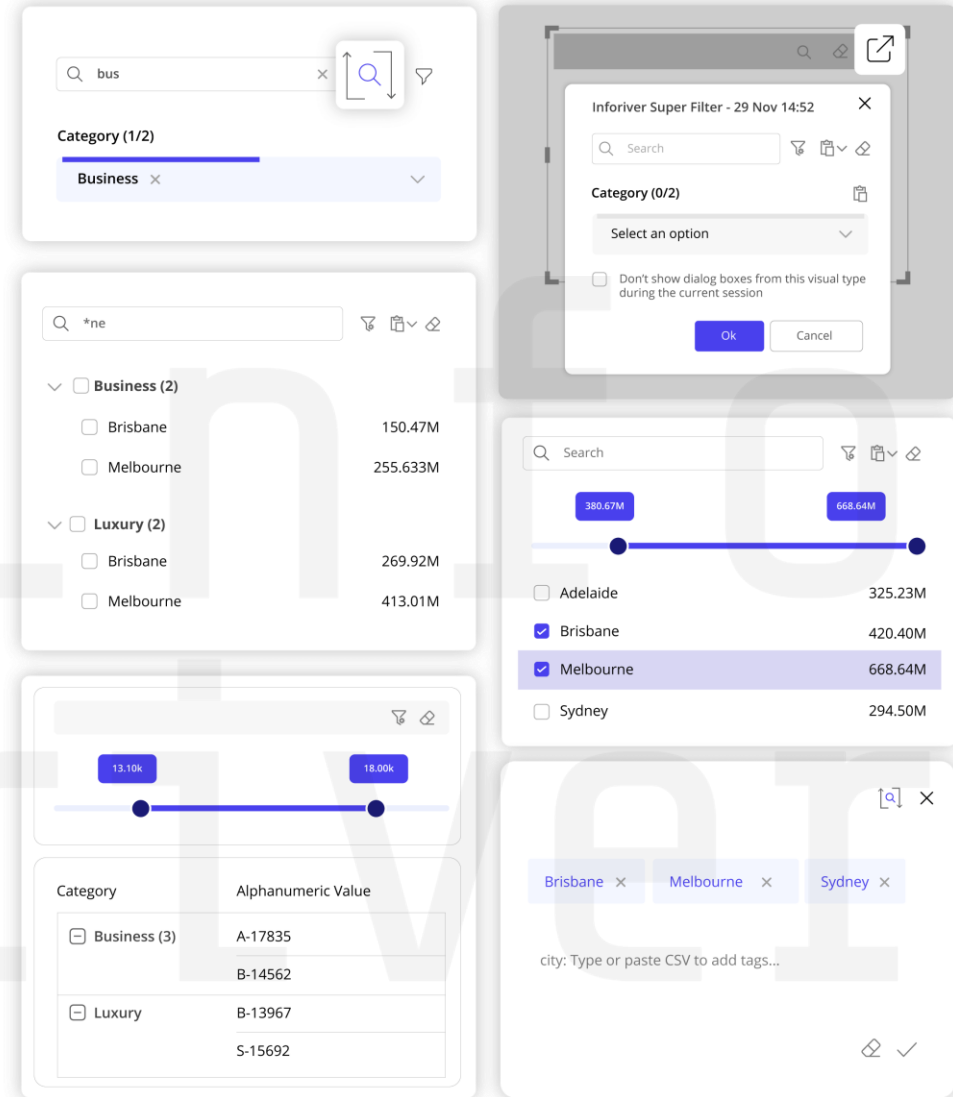 bus
Category (1/2)
Business
*ne
Business (2)
Brisbane 150.47M
Melbourne 255.633M
Luxury (2)
Brisbane 269.92M
Melbourne 413.01M
13.10k 18.00k
Category Alphanumeric Value
Business (3) A-17835
B-14562
Luxury B-13967
S-15692
Inforiver Super Filter - 29 Nov 14:52
Search
Category (0/2)
Select an option
Don't show dialog boxes from this visual type
during the current session
Ok Cancel
Search
380.67M 668.64M
Adelaide 325.23M
Brisbane 420.40M
Melbourne 668.64M
Sydney 294.50M
Brisbane Melbourne Sydney
city: Type or paste CSV to add tags...
info
river